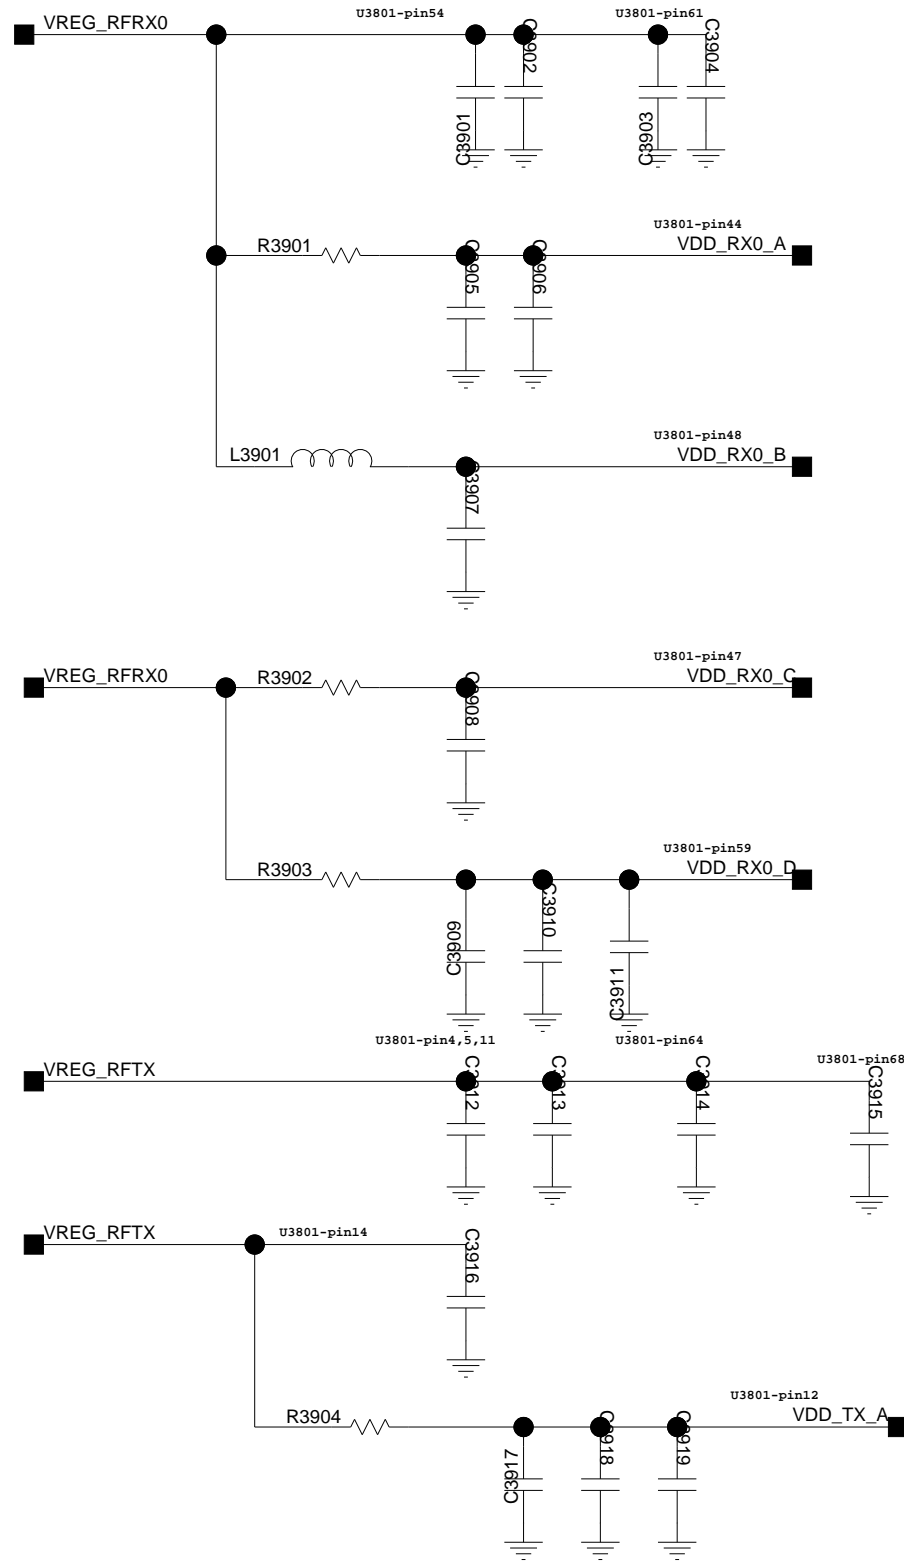 U3801-pin54
U3801-pin61
VREG_RFRX0
C3902
C3904
C3901
C3903
U3801-pin44
R3901
VDD_RX0_A
C3905
C3906
U3801-pin48
L3901
VDD_RX0_B
C3907
U3801-pin47
VREG_RFRX0
R3902
VDD_RX0_C
C3908
U3801-pin59
R3903
VDD_RX0_D
C3910
C3909
C3911
U3801-pin4,5,11
U3801-pin64
U3801-pin68
VREG_RFTX
C3912
C3913
C3914
C3915
VREG_RFTX
U3801-pin14
C3916
U3801-pin12
R3904
VDD_TX_A
C3917
C3918
C3919